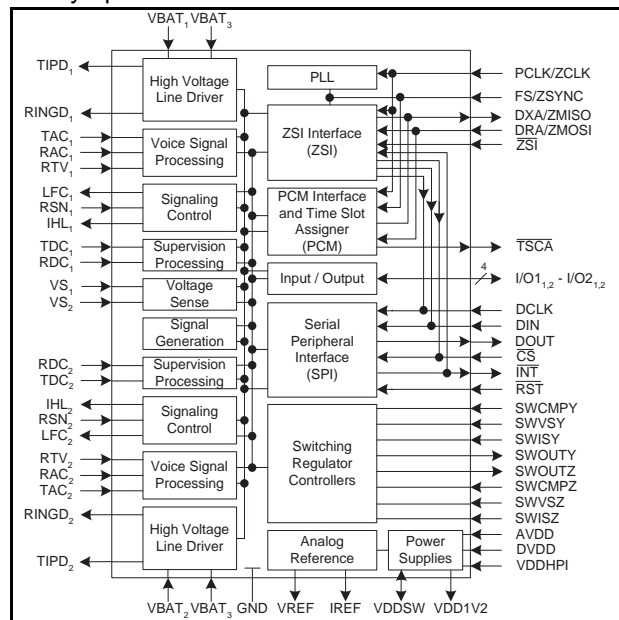 VBAT₁ VBAT₃
TIPD₁
RINGD₁
TAC₁
RAC₁
RTV₁
LFC₁
RSN₁
IHL₁
TDC₁
RDC₁
VS₁
VS₂
RDC₂
TDC₂
IHL₂
RSN₂
LFC₂
RTV₂
RAC₂
TAC₂
RINGD₂
TIPD₂
High Voltage
Line Driver
Voice Signal
Processing
Signaling
Control
Supervision
Processing
Voltage
Sense
Signal
Generation
Supervision
Processing
Signaling
Control
Voice Signal
Processing
High Voltage
Line Driver
PLL
ZSI Interface
(ZSI)
PCM Interface
and Time Slot
Assigner
(PCM)
Input / Output
Serial
Peripheral
Interface
(SPI)
Switching
Regulator
Controllers
Analog
Reference
Power
Supplies
PCLK/ZCLK
FS/ZSYNC
DXA/ZMISO
DRA/ZMOSI
ZSI
TSCA
4
I/O1₁,₂ - I/O2₁,₂
DCLK
DIN
DOUT
CS
INT
RST
SWCMPY
SWVSY
SWISY
SWOUTY
SWOUTZ
SWCMPZ
SWVSZ
SWISZ
AVDD
DVDD
VDDHPI
VBAT₂ VBAT₃ GND VREF IREF VDDSW VDD1V2